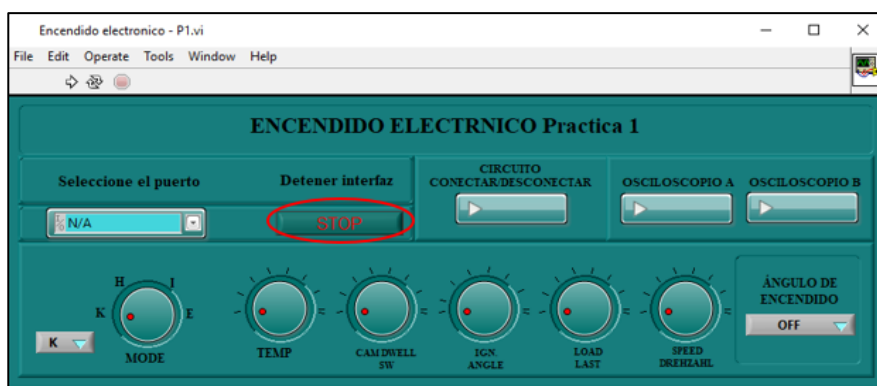 Encendido electronico - P1.vi
File Edit Operate Tools Window Help
ENCENDIDO ELECTRNICO Practica 1
Seleccione el puerto
Detener interfaz
CIRCUITO
CONECTAR/DESCONECTAR
OSCILOSCOPIO A
OSCILOSCOPIO B
N/A
STOP
H I
K E
K
MODE
TEMP
CAM DWELL
SW
IGN.
ANGLE
LOAD
LAST
SPEED
DREHZAHL
ÁNGULO DE
ENCENDIDO
OFF